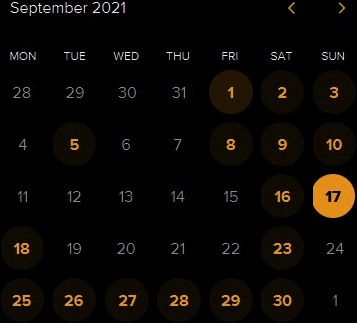 September 2021
MON TUE WED THU FRI SAT SUN
28 29 30 31 1 2 3
4 5 6 7 8 9 10
11 12 13 14 15 16 17
18 19 20 21 22 23 24
25 26 27 28 29 30 1